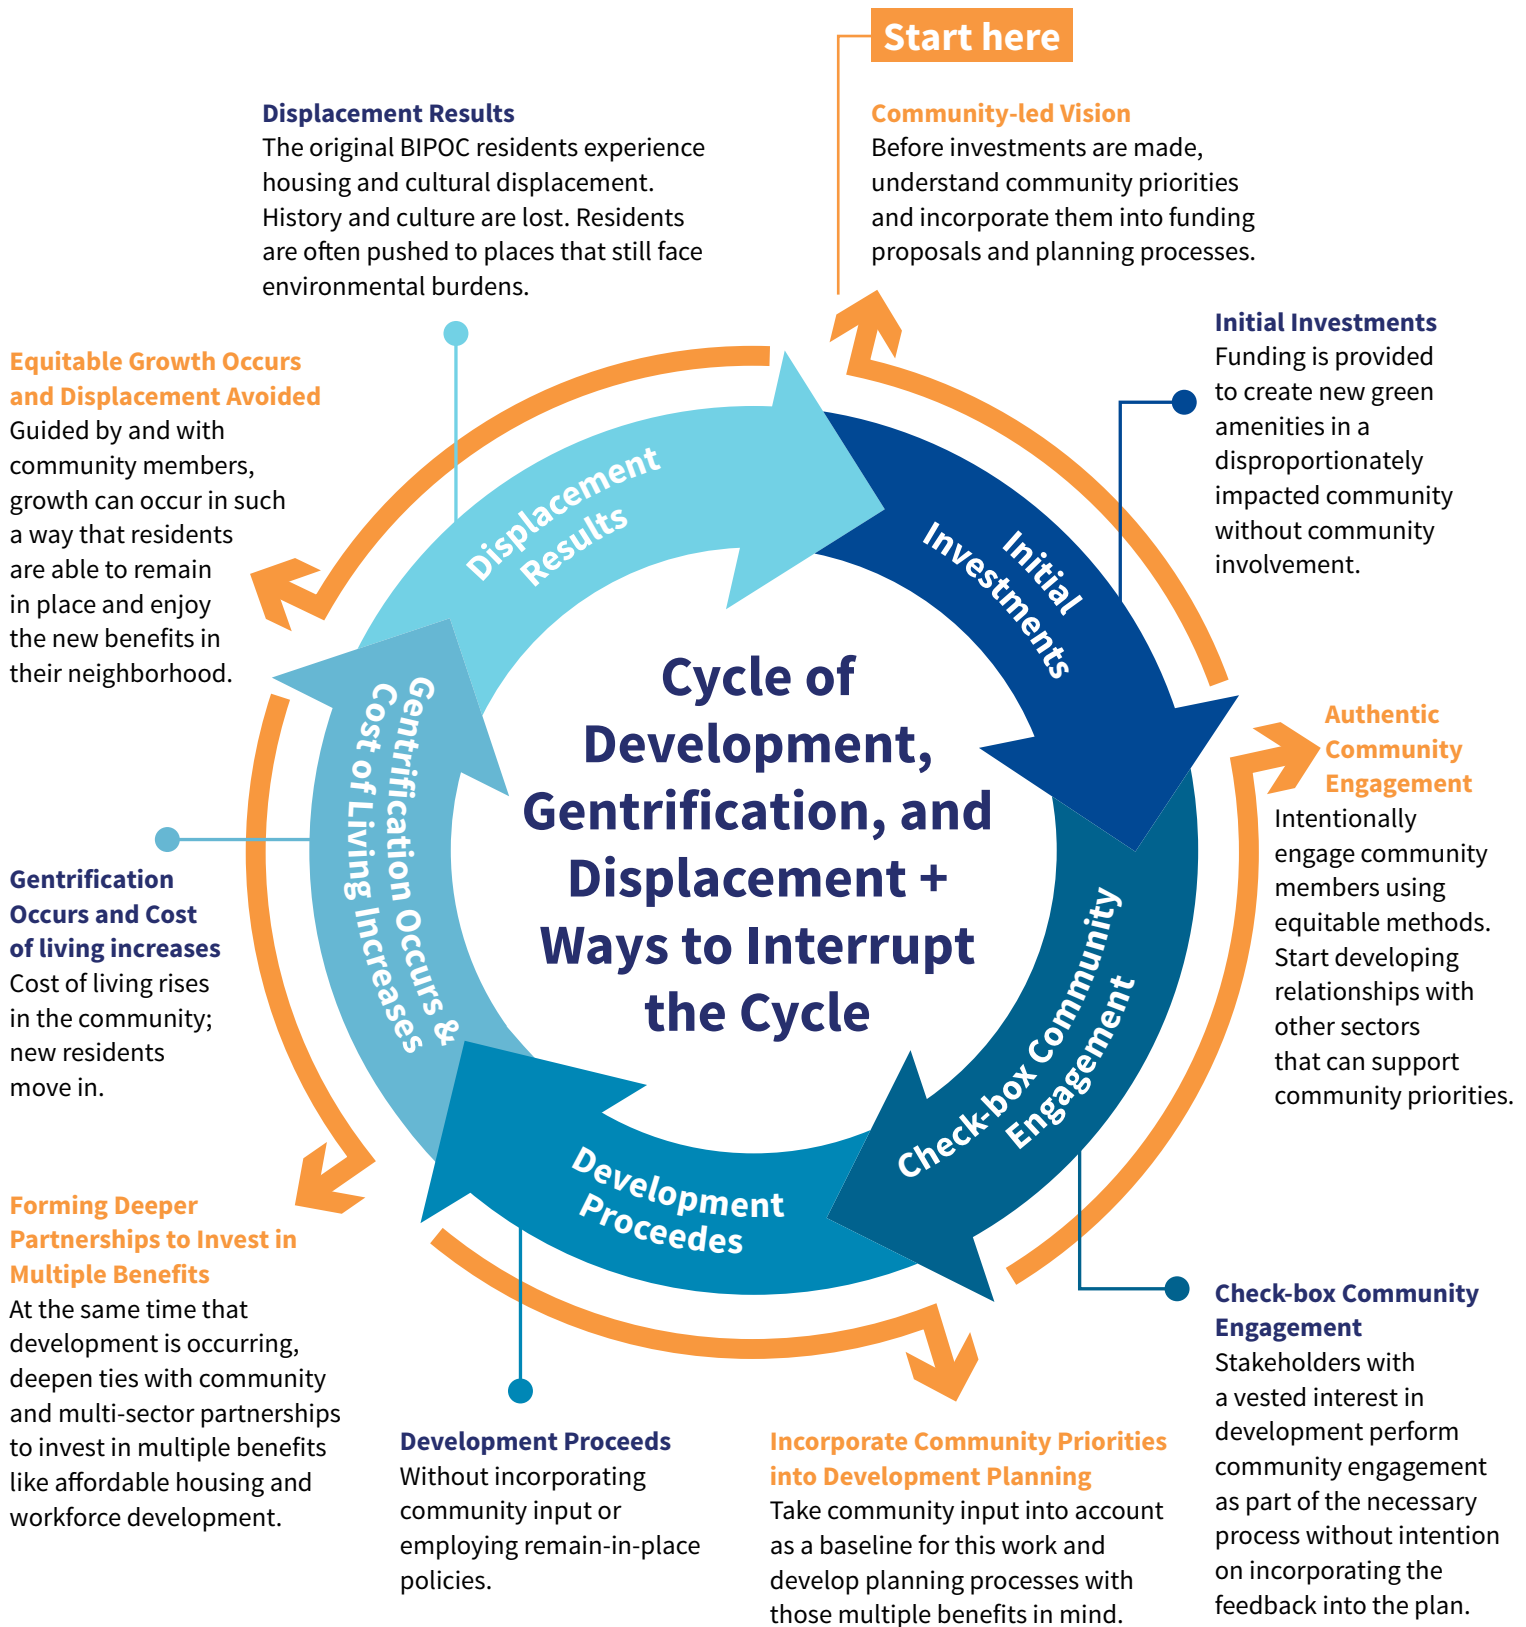 Start here
Displacement Results
The original BIPOC residents experience
housing and cultural displacement.
History and culture are lost. Residents
are often pushed to places that still face
environmental burdens.
Community-led Vision
Before investments are made,
understand community priorities
and incorporate them into funding
proposals and planning processes.
Initial Investments
Funding is provided
to create new green
amenities in a
disproportionately
impacted community
without community
involvement.
Equitable Growth Occurs
and Displacement Avoided
Guided by and with
community members,
growth can occur in such
a way that residents
are able to remain
in place and enjoy
the new benefits in
their neighborhood.
Displacement
Results
Initial
Investments
Cycle of
Development,
Gentrification, and
Displacement +
Ways to Interrupt
the Cycle
Gentrification Occurs &
Cost of Living Increases
Check-box Community
Engagement
Development
Proceedes
Authentic
Community
Engagement
Intentionally
engage community
members using
equitable methods.
Start developing
relationships with
other sectors
that can support
community priorities.
Gentrification
Occurs and Cost
of living increases
Cost of living rises
in the community;
new residents
move in.
Forming Deeper
Partnerships to Invest in
Multiple Benefits
At the same time that
development is occurring,
deepen ties with community
and multi-sector partnerships
to invest in multiple benefits
like affordable housing and
workforce development.
Development Proceeds
Without incorporating
community input or
employing remain-in-place
policies.
Incorporate Community Priorities
into Development Planning
Take community input into account
as a baseline for this work and
develop planning processes with
those multiple benefits in mind.
Check-box Community
Engagement
Stakeholders with
a vested interest in
development perform
community engagement
as part of the necessary
process without intention
on incorporating the
feedback into the plan.